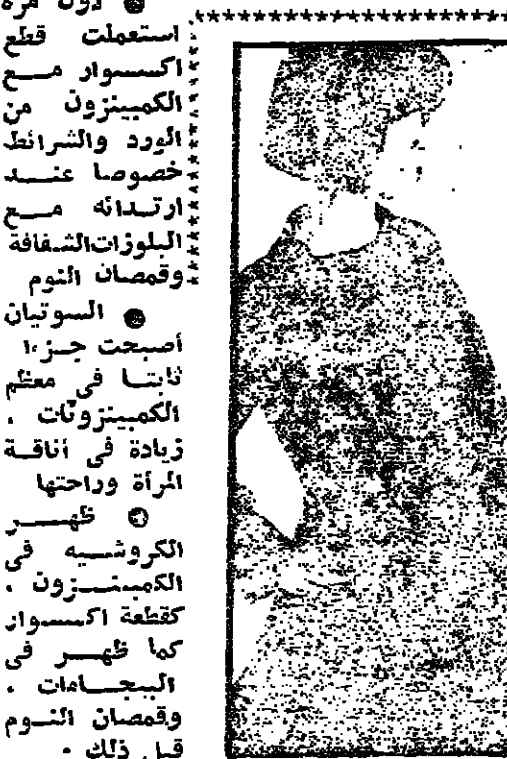 ● لأول مرة
استعملت قطع
اكسسوار مع
الكمبينزون من
الورد والشرائط
خصوصا عند
ارتدائه مع
البلوزات الشفافة
وقمصان النوم
● السوتيان
أصبحت جزءا
ثابتا في معظم
الكمبينزونات .
زيادة في أناقة
المرأة وراحتها
● ظهر
الكروشيه في
الكمبينزون .
كقطعة اكسسوار
كما ظهر في
البيجامات .
وقمصان النوم
قبل ذلك .